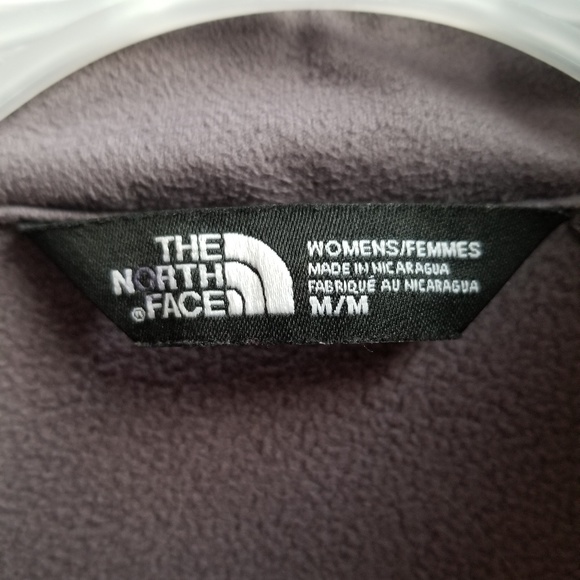 THE
NORTH
® FACE
WOMENS/FEMMES
MADE IN NICARAGUA
FABRIQUÉ AU NICARAGUA
M/M